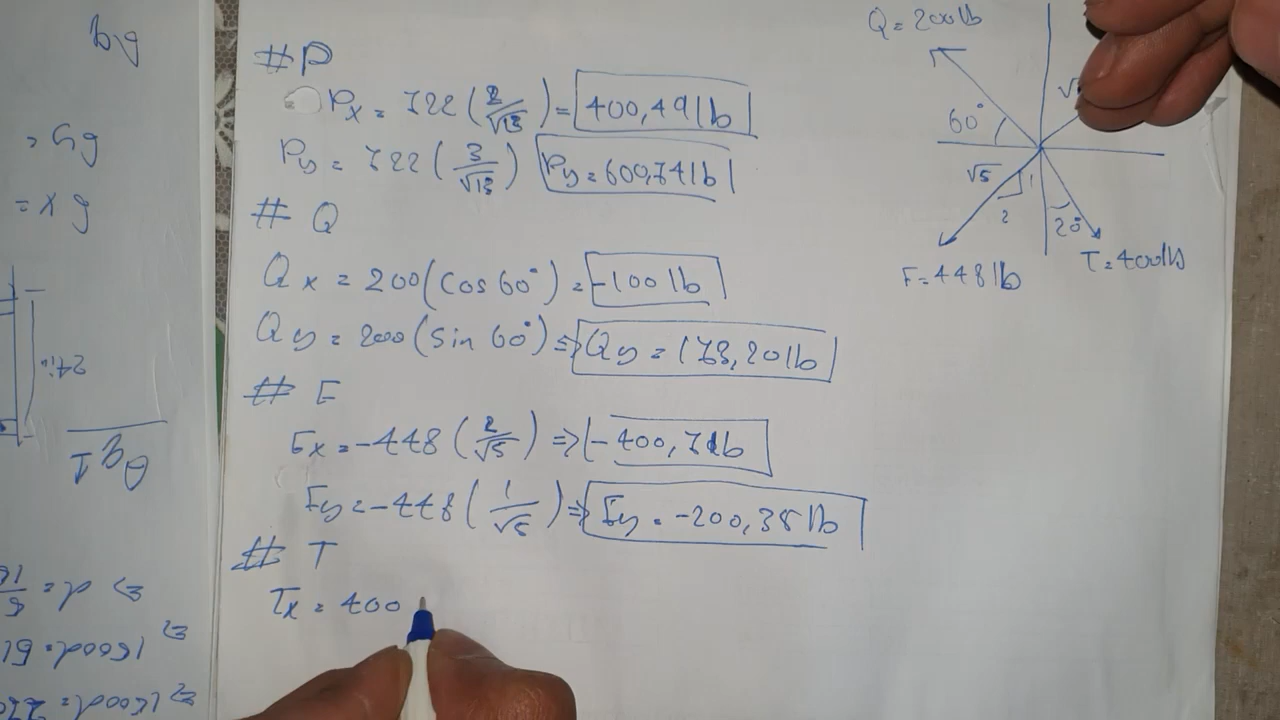 # P
Px = 722 (2/√13) = 400,49 lb
Py = 722 (3/√13) Py = 600,74 lb
# Q
Qx = 200 (cos 60°) = -100 lb
Qy = 200 (sin 60°) => Qy = 173,20 lb
# F
Fx = -448 (2/√5) => -400,7 lb
Fy = -448 (1/√5) => Fy = -200,35 lb
# T
Tx = 400
Q = 200 lb
60°
√5
1
2
20°
F = 448 lb
T = 400 lb
24in